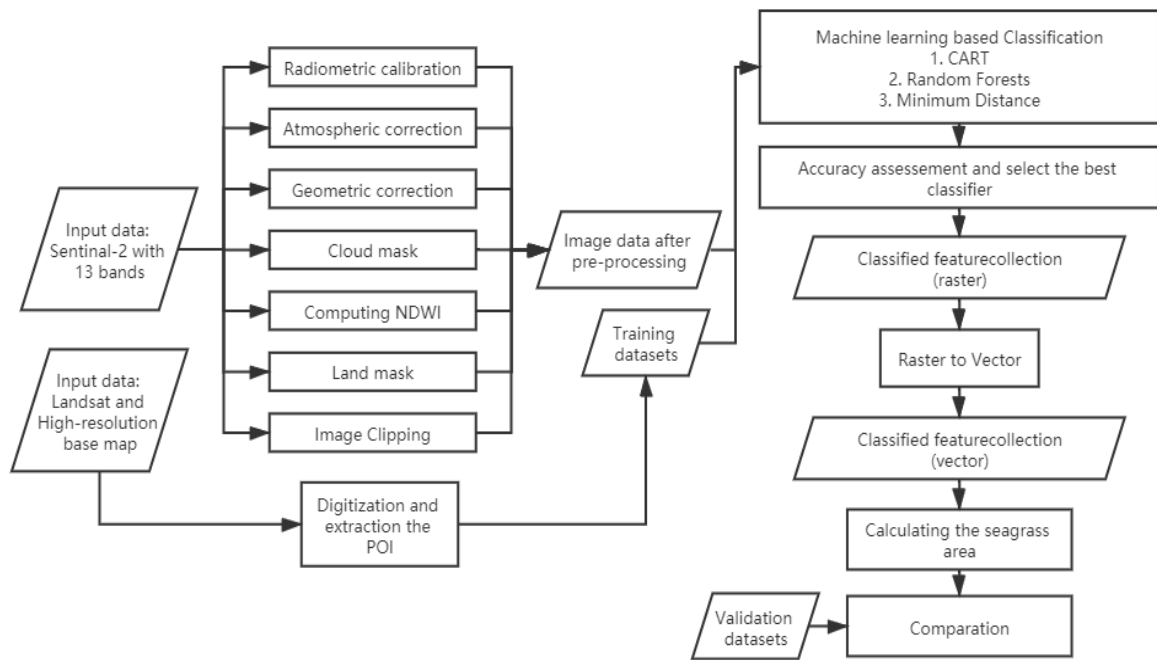 Input data:
Sentinal-2 with
13 bands
Input data:
Landsat and
High-resolution
base map
Radiometric calibration
Atmospheric correction
Geometric correction
Cloud mask
Computing NDWI
Land mask
Image Clipping
Digitization and
extraction the
POI
Image data after
pre-processing
Training
datasets
Machine learning based Classification
1. CART
2. Random Forests
3. Minimum Distance
Accuracy assessement and select the best
classifier
Classified featurecollection
(raster)
Raster to Vector
Classified featurecollection
(vector)
Calculating the seagrass
area
Validation
datasets
Comparation